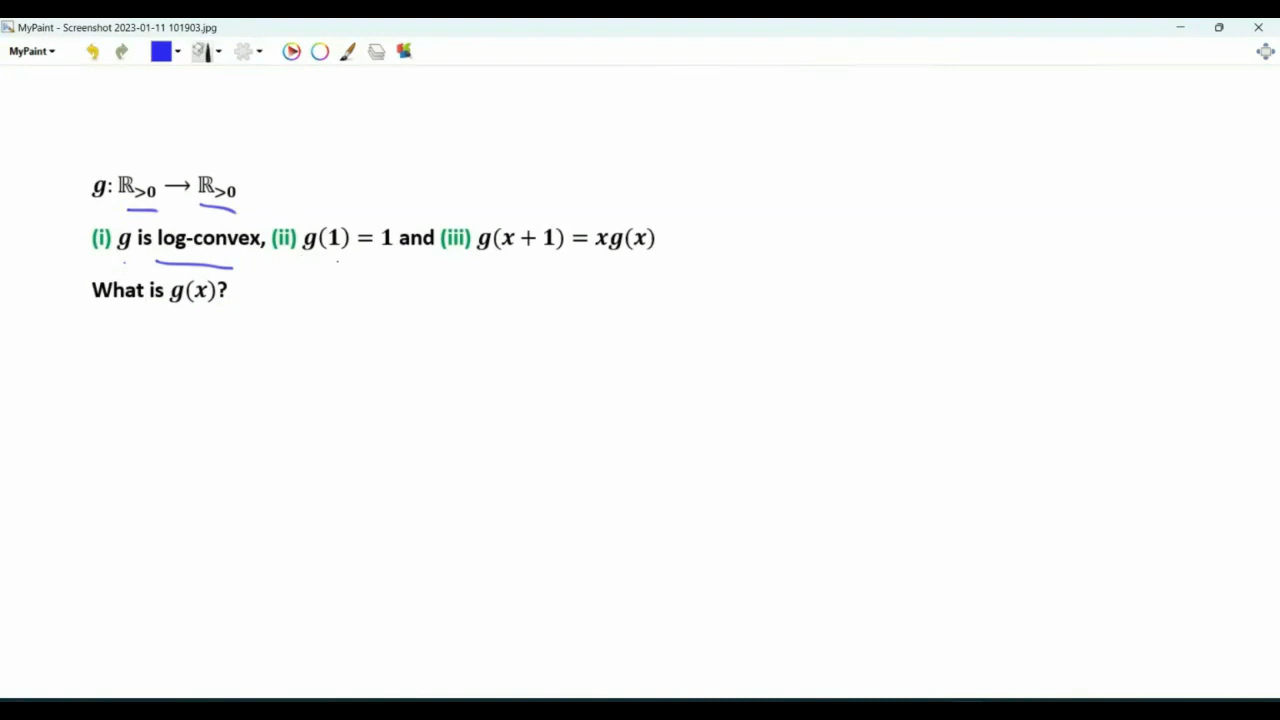 MyPaint - Screenshot 2023-01-11 101903.jpg
MyPaint
g: ℝ>0 ⟶ ℝ>0
(i) g is log-convex, (ii) g(1) = 1 and (iii) g(x + 1) = xg(x)
What is g(x)?